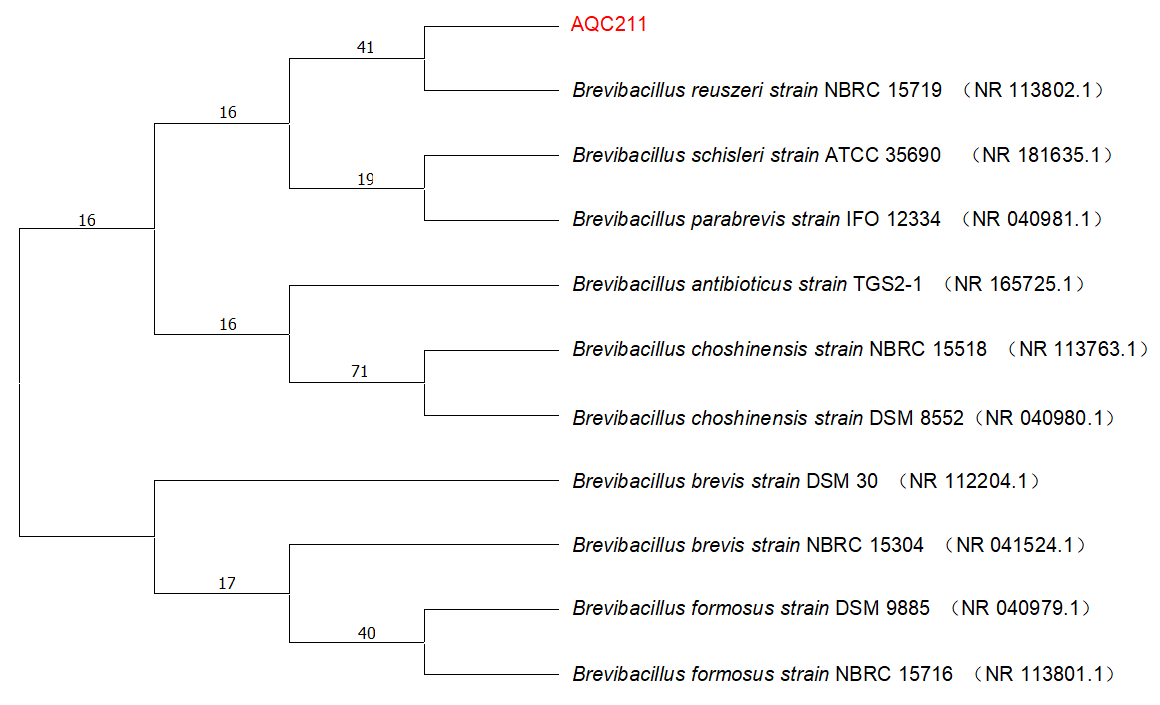 AQC211
41
Brevibacillus reuszeri strain NBRC 15719 （NR 113802.1）
16
Brevibacillus schisleri strain ATCC 35690 （NR 181635.1）
19
Brevibacillus parabrevis strain IFO 12334 （NR 040981.1）
16
Brevibacillus antibioticus strain TGS2-1 （NR 165725.1）
16
Brevibacillus choshinensis strain NBRC 15518 （NR 113763.1）
71
Brevibacillus choshinensis strain DSM 8552（NR 040980.1）
Brevibacillus brevis strain DSM 30 （NR 112204.1）
Brevibacillus brevis strain NBRC 15304 （NR 041524.1）
17
Brevibacillus formosus strain DSM 9885 （NR 040979.1）
40
Brevibacillus formosus strain NBRC 15716 （NR 113801.1）